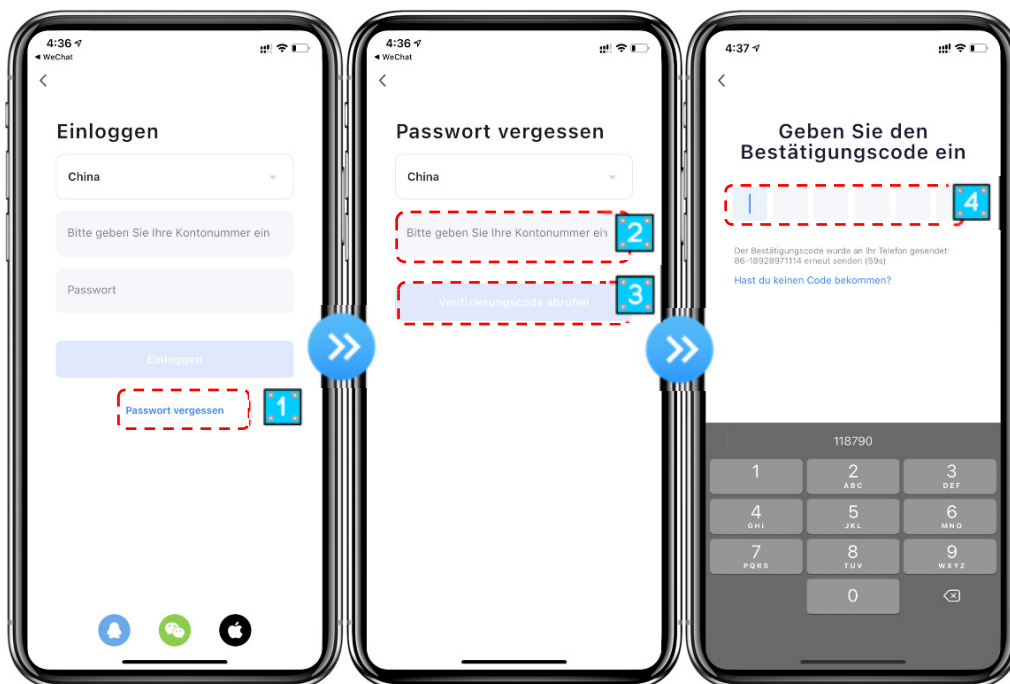 4:36
WeChat
Einloggen
China
Bitte geben Sie Ihre Kontonummer ein
Passwort
Einloggen
Passwort vergessen
1
4:36
WeChat
Passwort vergessen
China
Bitte geben Sie Ihre Kontonummer ein
2
Verifizierungscode abrufen
3
4:37
Geben Sie den
Bestätigungscode ein
4
Der Bestätigungscode wurde an Ihr Telefon gesendet:
86-18928971114 erneut senden (59s)
Hast du keinen Code bekommen?
118790
1
2
ABC
3
DEF
4
GHI
5
JKL
6
MNO
7
PQRS
8
TUV
9
WXYZ
0